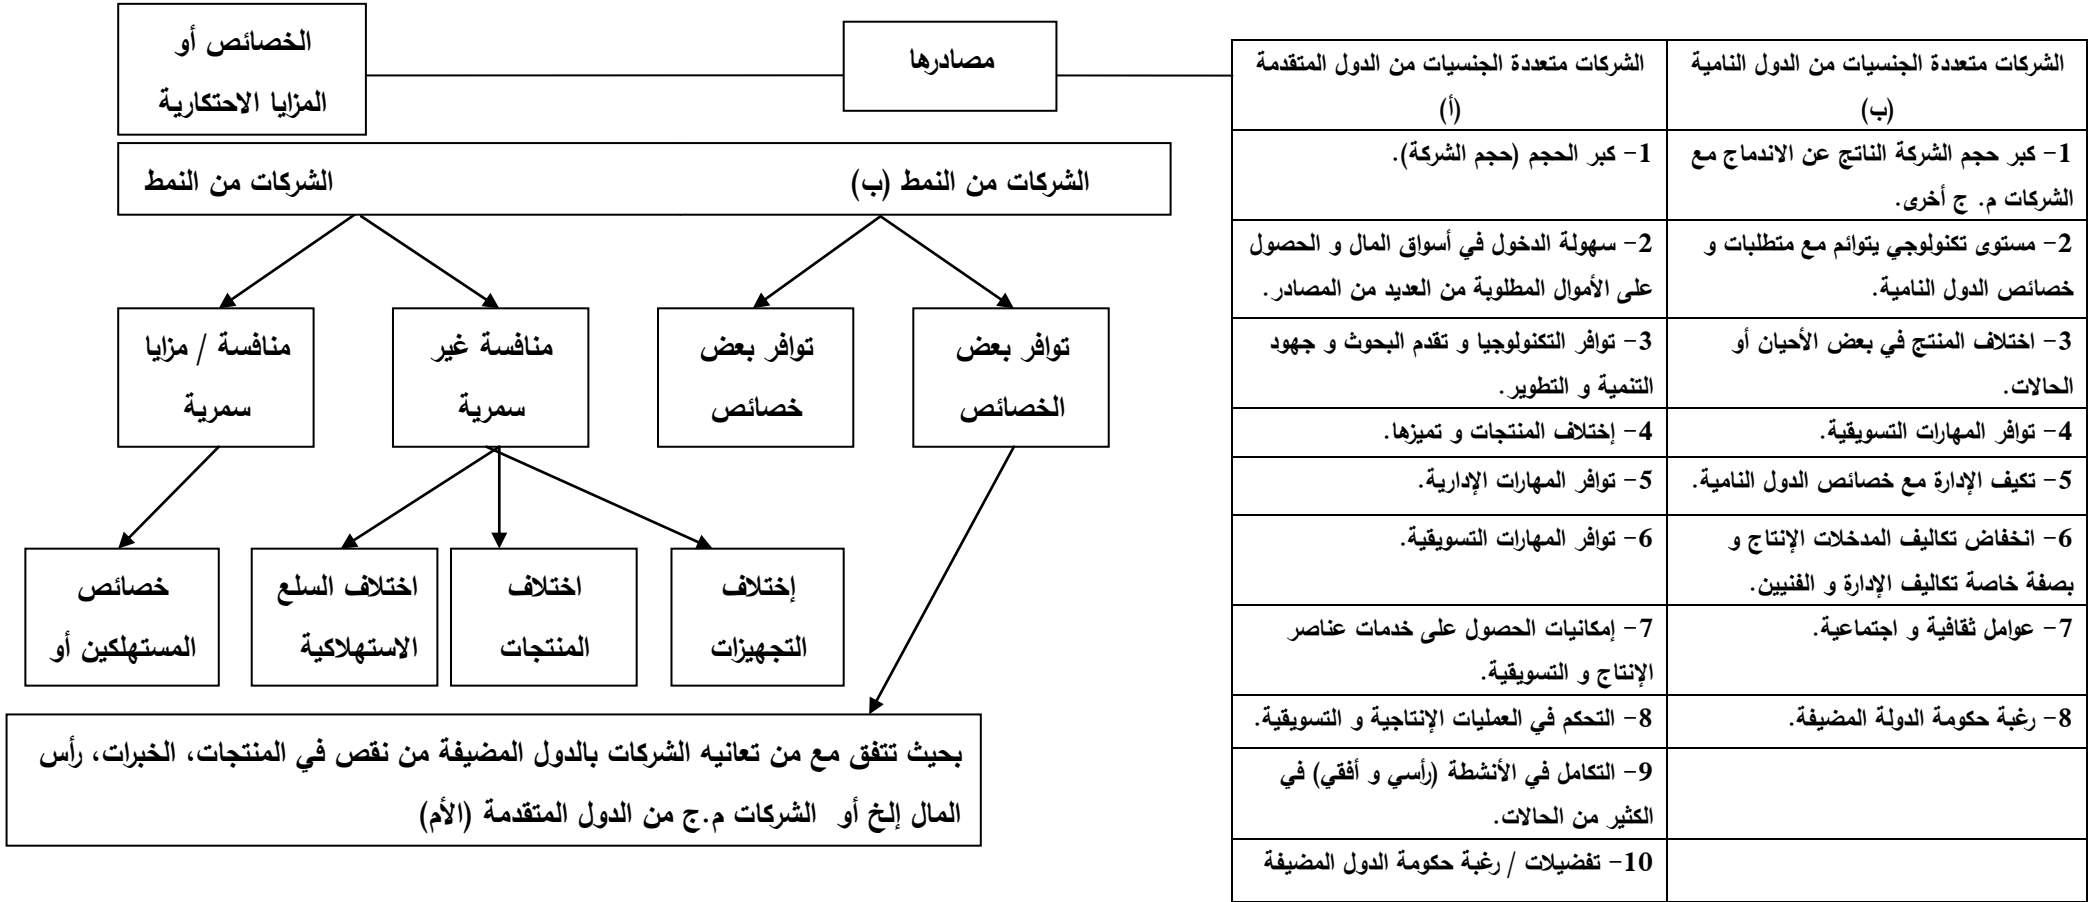 الخصائص أو
المزايا الاحتكارية
مصادرها
الشركات متعددة الجنسيات من الدول النامية
(ب)
الشركات متعددة الجنسيات من الدول المتقدمة
(أ)
1- كبر حجم الشركة الناتج عن الاندماج مع
الشركات م. ج أخرى.
1- كبر الحجم (حجم الشركة).
2- مستوى تكنولوجي يتوائم مع متطلبات و
خصائص الدول النامية.
2- سهولة الدخول في أسواق المال و الحصول
على الأموال المطلوبة من العديد من المصادر.
3- اختلاف المنتج في بعض الأحيان أو
الحالات.
3- توافر التكنولوجيا و تقدم البحوث و جهود
التنمية و التطوير.
4- توافر المهارات التسويقية.
4- إختلاف المنتجات و تميزها.
5- تكيف الإدارة مع خصائص الدول النامية.
5- توافر المهارات الإدارية.
6- انخفاض تكاليف المدخلات الإنتاج و
بصفة خاصة تكاليف الإدارة و الفنيين.
6- توافر المهارات التسويقية.
7- عوامل ثقافية و اجتماعية.
7- إمكانيات الحصول على خدمات عناصر
الإنتاج و التسويقية.
8- رغبة حكومة الدولة المضيفة.
8- التحكم في العمليات الإنتاجية و التسويقية.
9- التكامل في الأنشطة (رأسي و أفقي) في
الكثير من الحالات.
10- تفضيلات / رغبة حكومة الدول المضيفة
الشركات من النمط (ب)
الشركات من النمط
توافر بعض
الخصائص
توافر بعض
خصائص
منافسة غير
سمرية
منافسة / مزايا
سمرية
إختلاف
التجهيزات
اختلاف
المنتجات
اختلاف السلع
الاستهلاكية
خصائص
المستهلكين أو
بحيث تتفق مع من تعانيه الشركات بالدول المضيفة من نقص في المنتجات، الخبرات، رأس
المال إلخ أو الشركات م.ج من الدول المتقدمة (الأم)